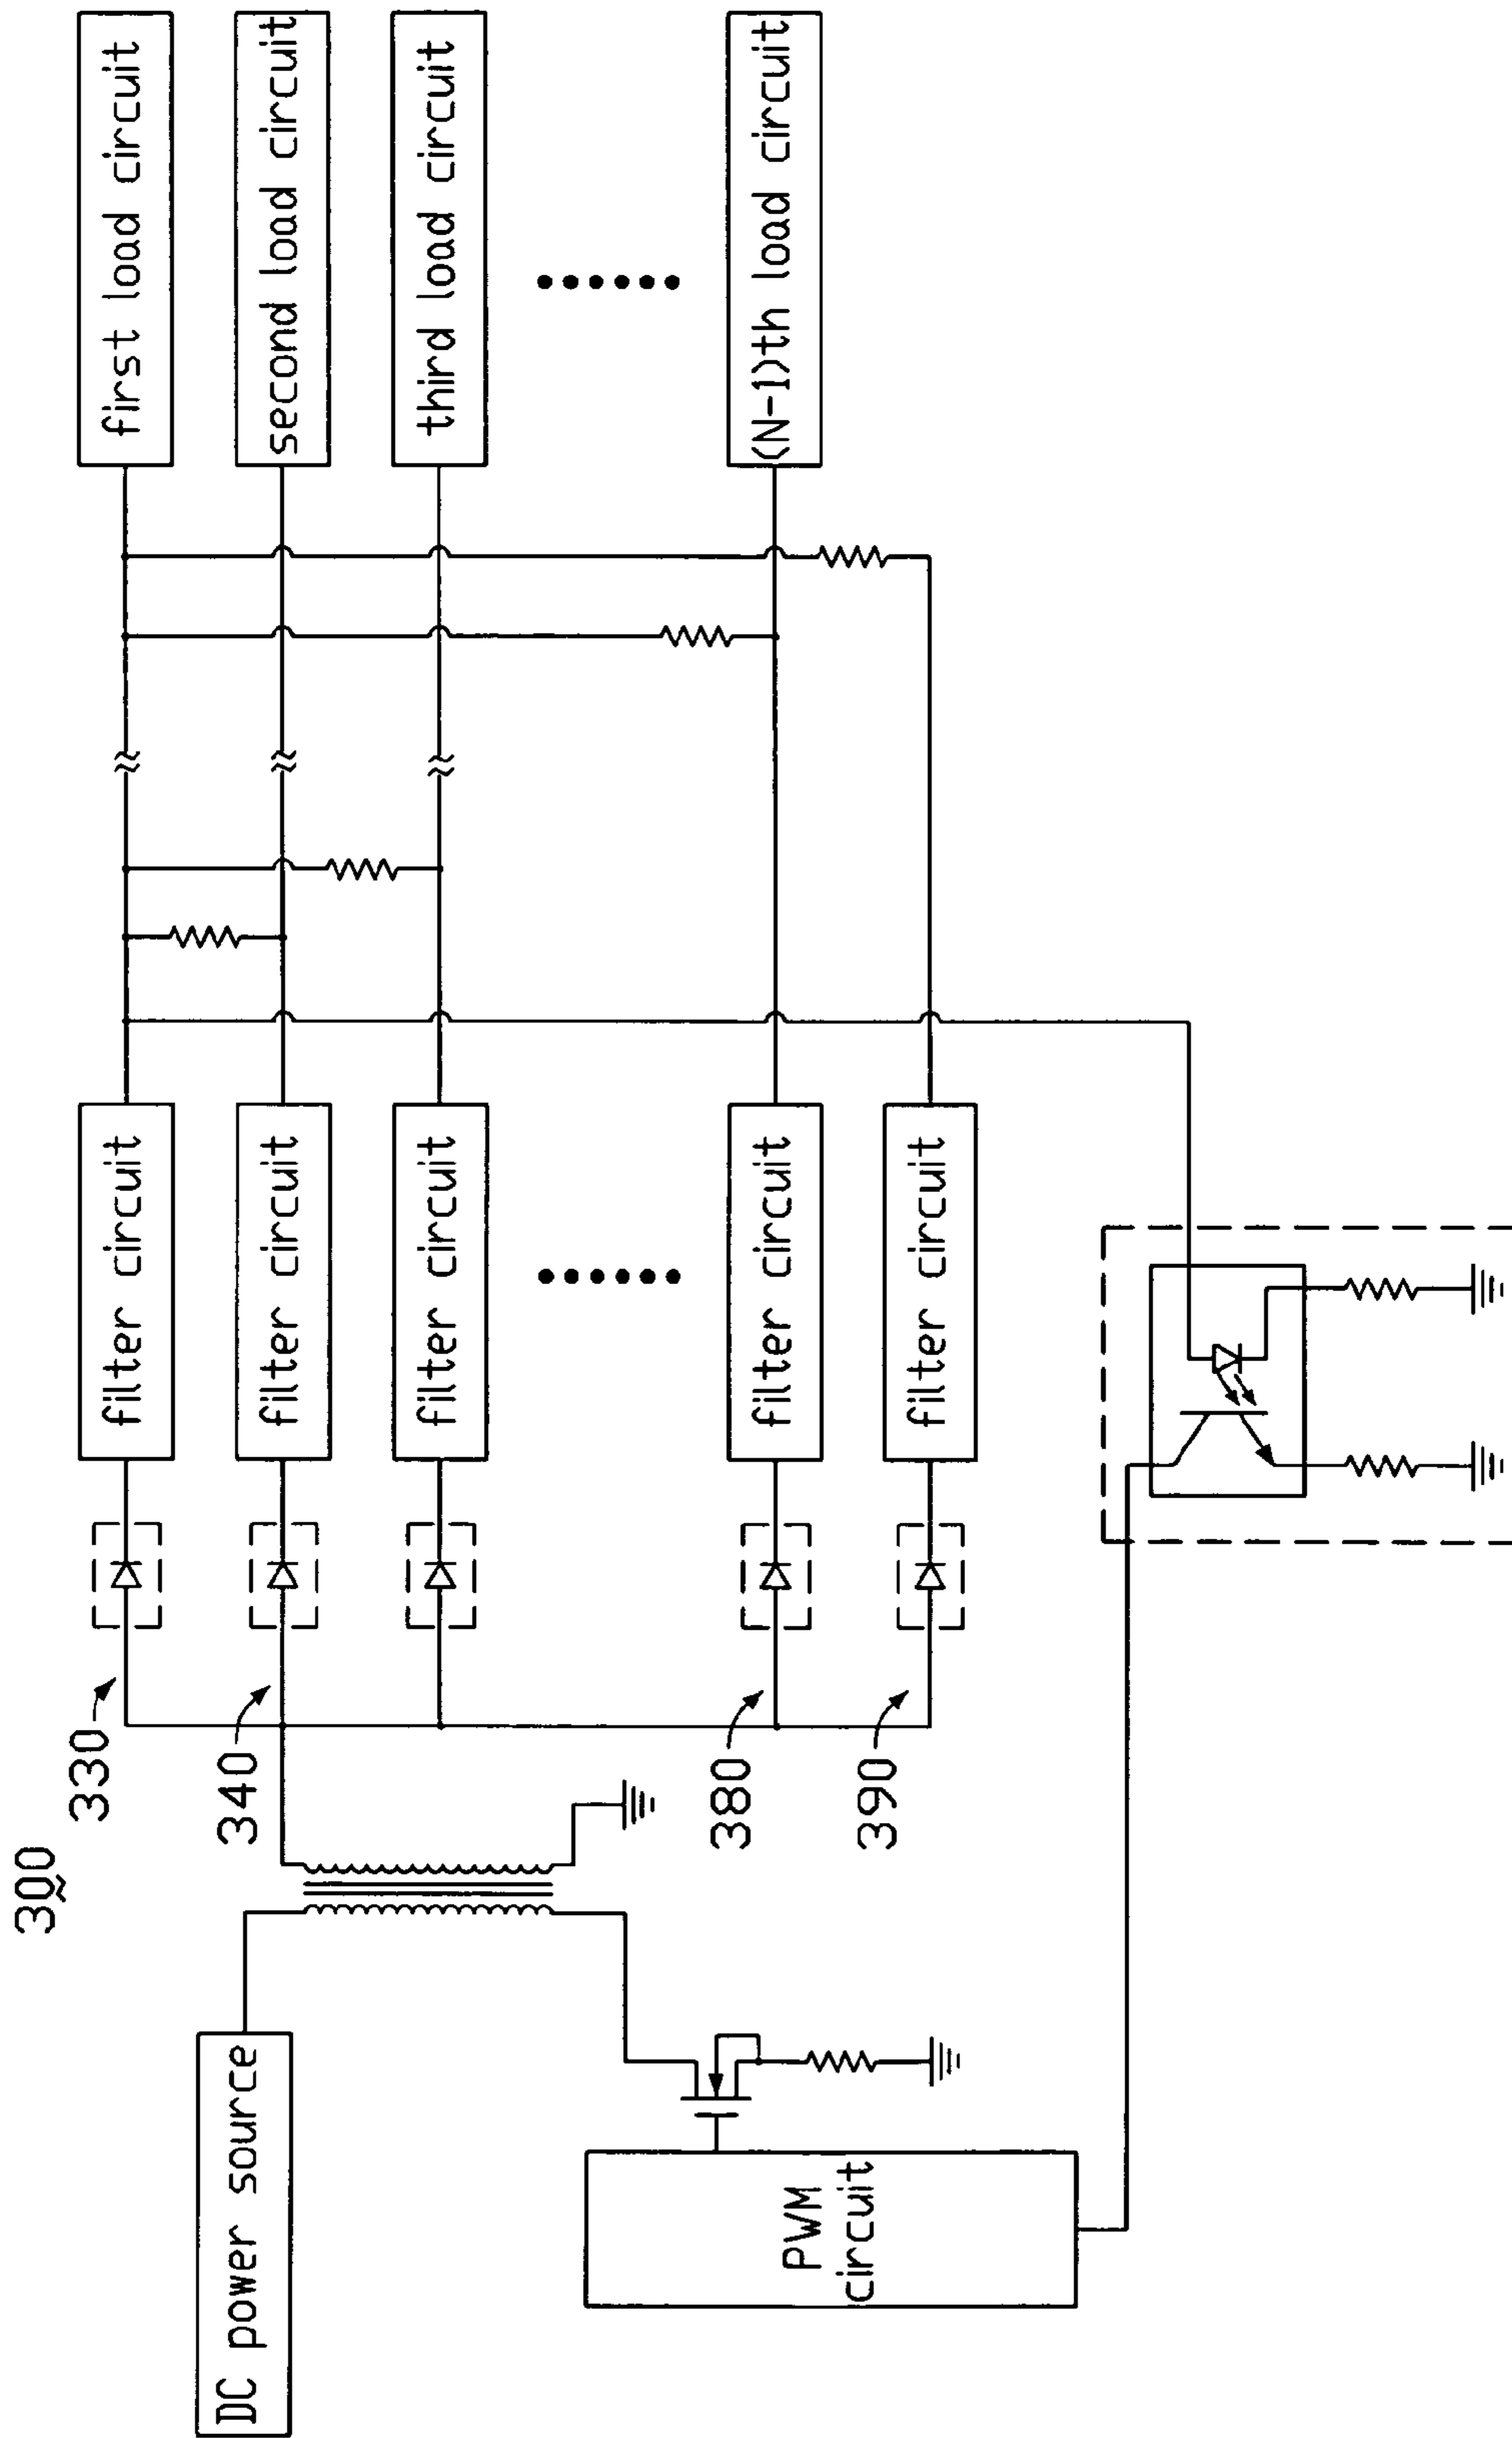 300
330
340
380
390
DC power source
PWM
circuit
filter circuit
filter circuit
filter circuit
filter circuit
filter circuit
first load circuit
second load circuit
third load circuit
(N-1)th load circuit